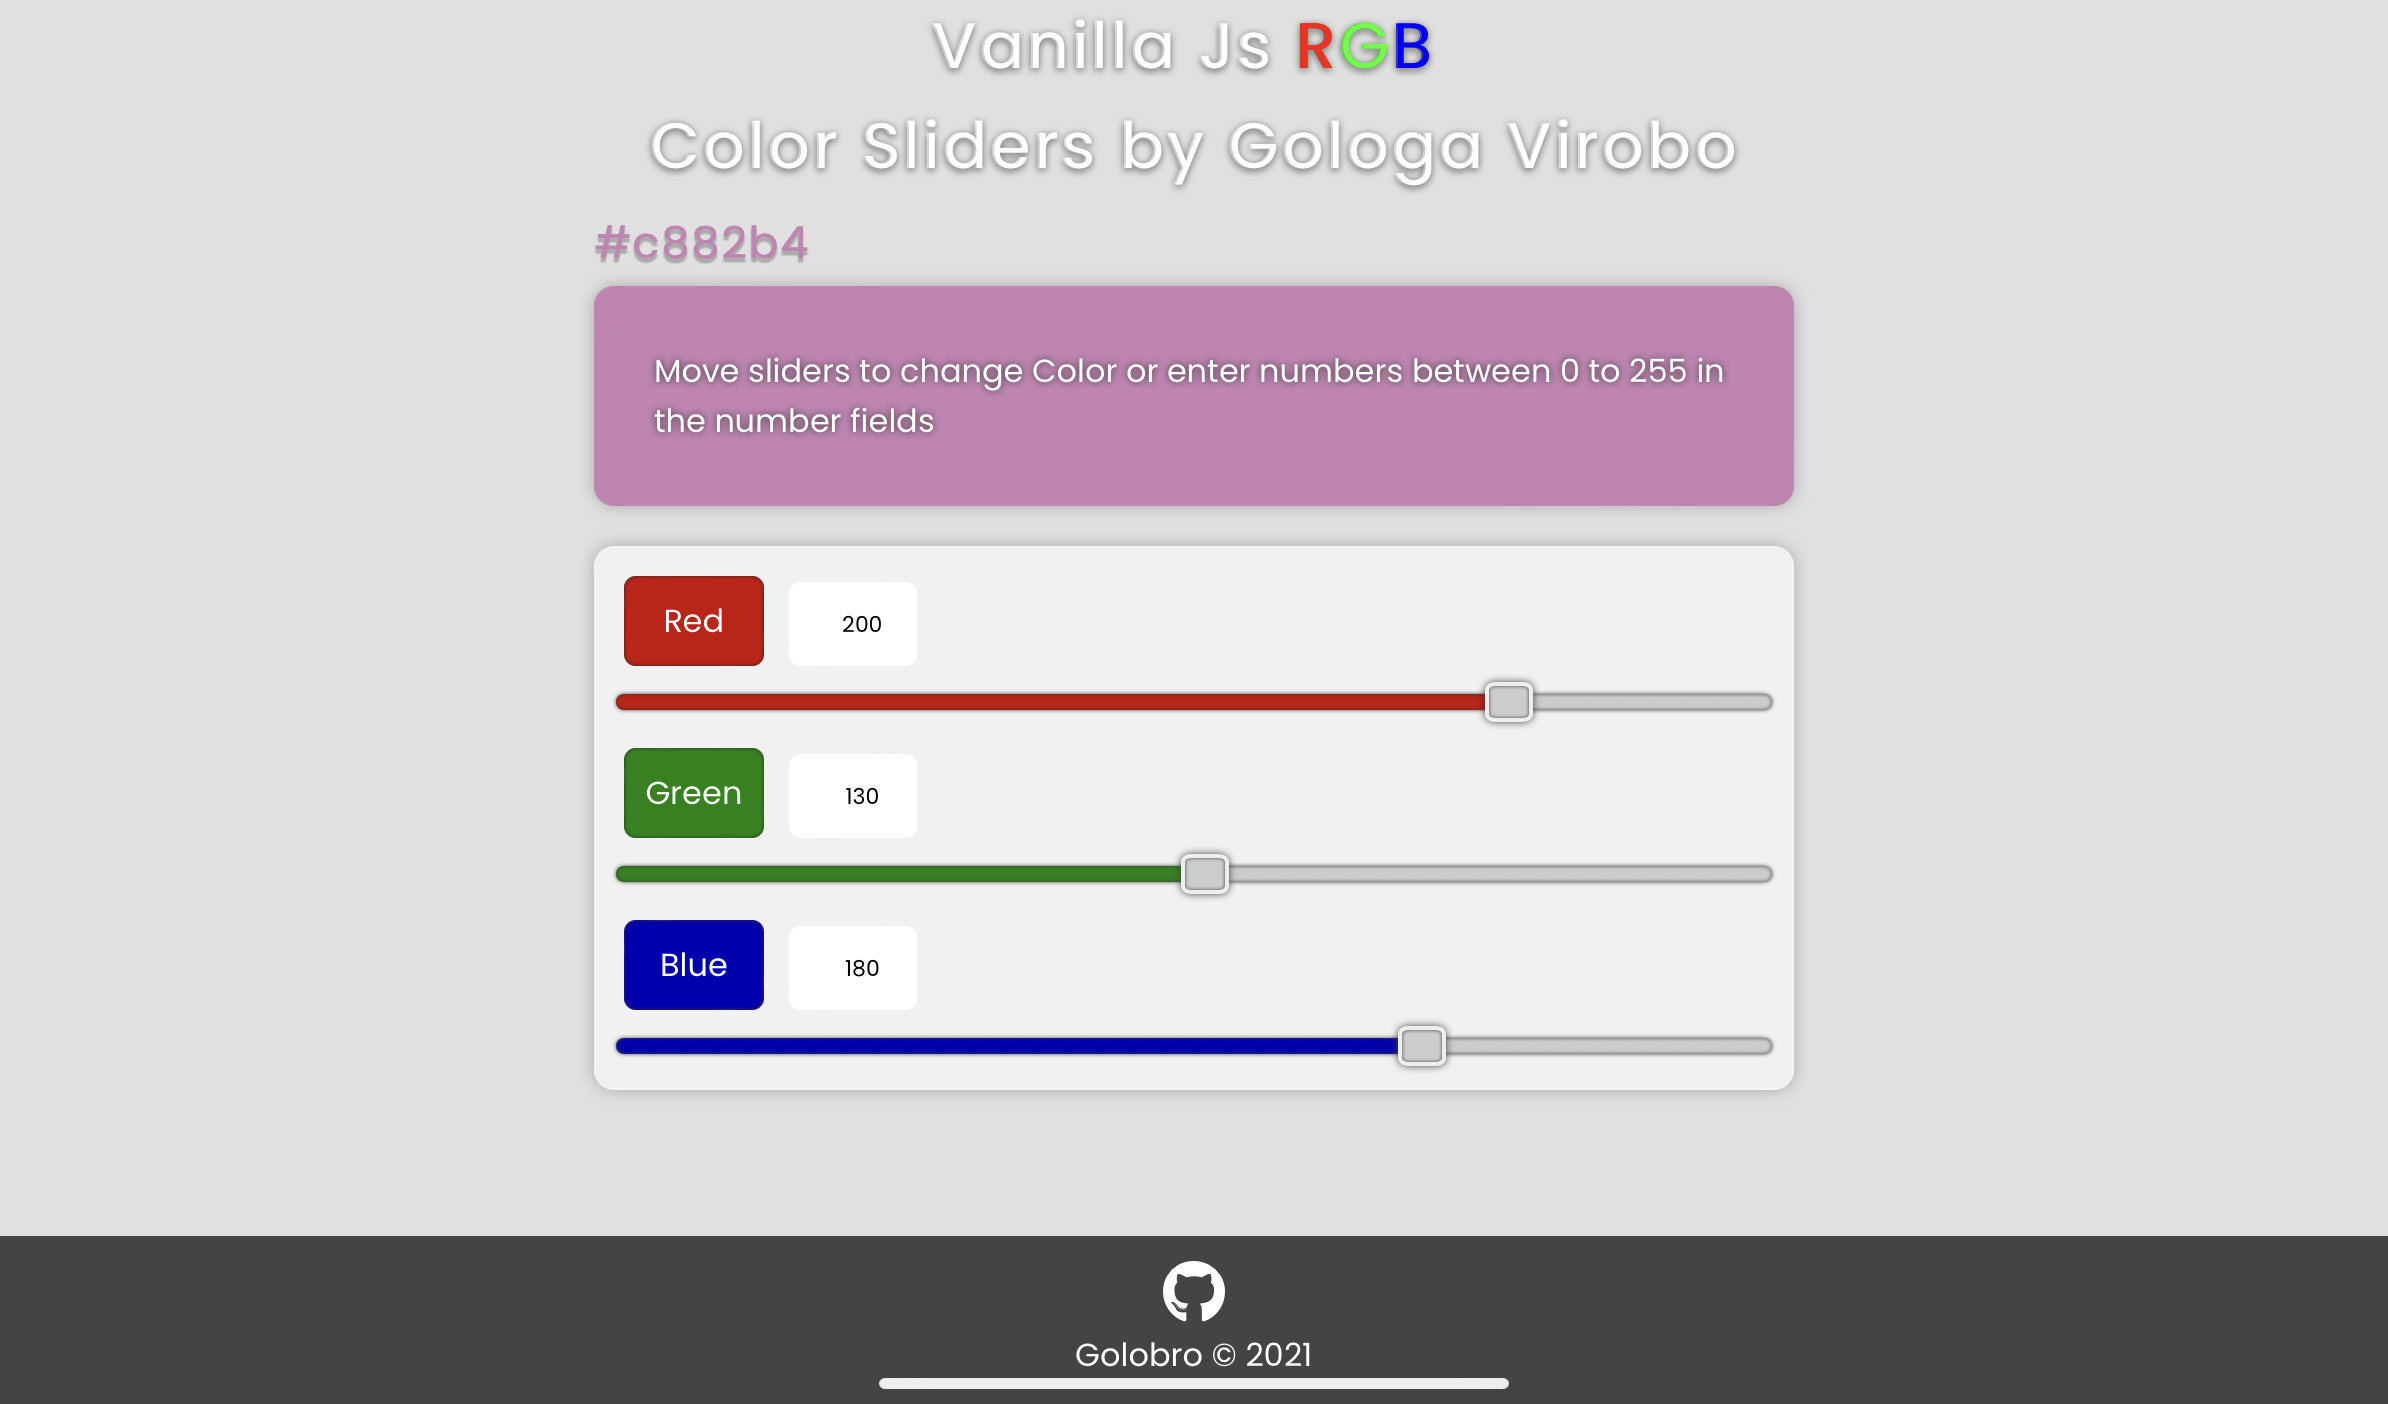 Vanilla Js RGB
Color Sliders by Gologa Virobo
#c882b4
Move sliders to change Color or enter numbers between 0 to 255 in
the number fields
Red 200
Green 130
Blue 180
Golobro © 2021